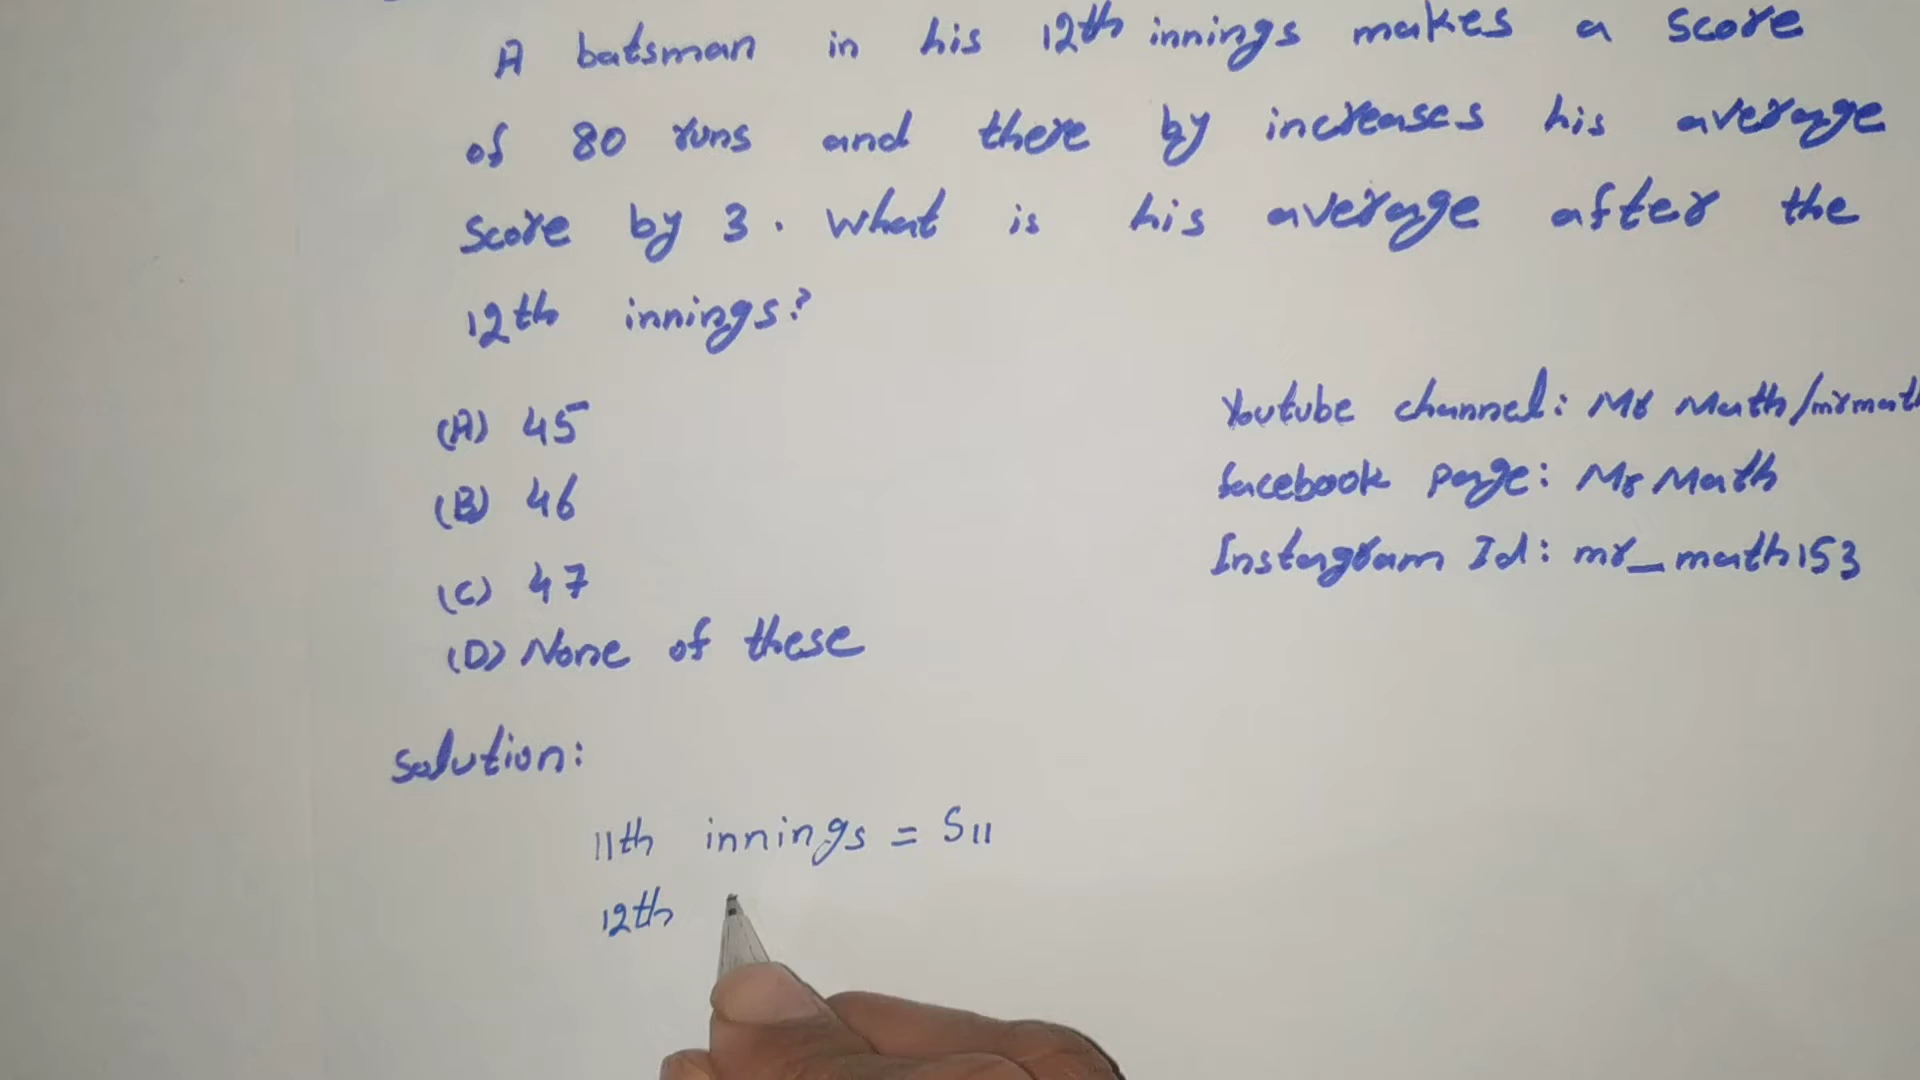 A batsman in his 12th innings makes a score
of 80 runs and there by increases his average
score by 3. What is his average after the
12th innings?
(A) 45
(B) 46
(C) 47
(D) None of these
Youtube channel: Mr Math/mrmath
facebook page: Mr Math
Instagram Id: mr_math153
Solution:
11th innings = S11
12th